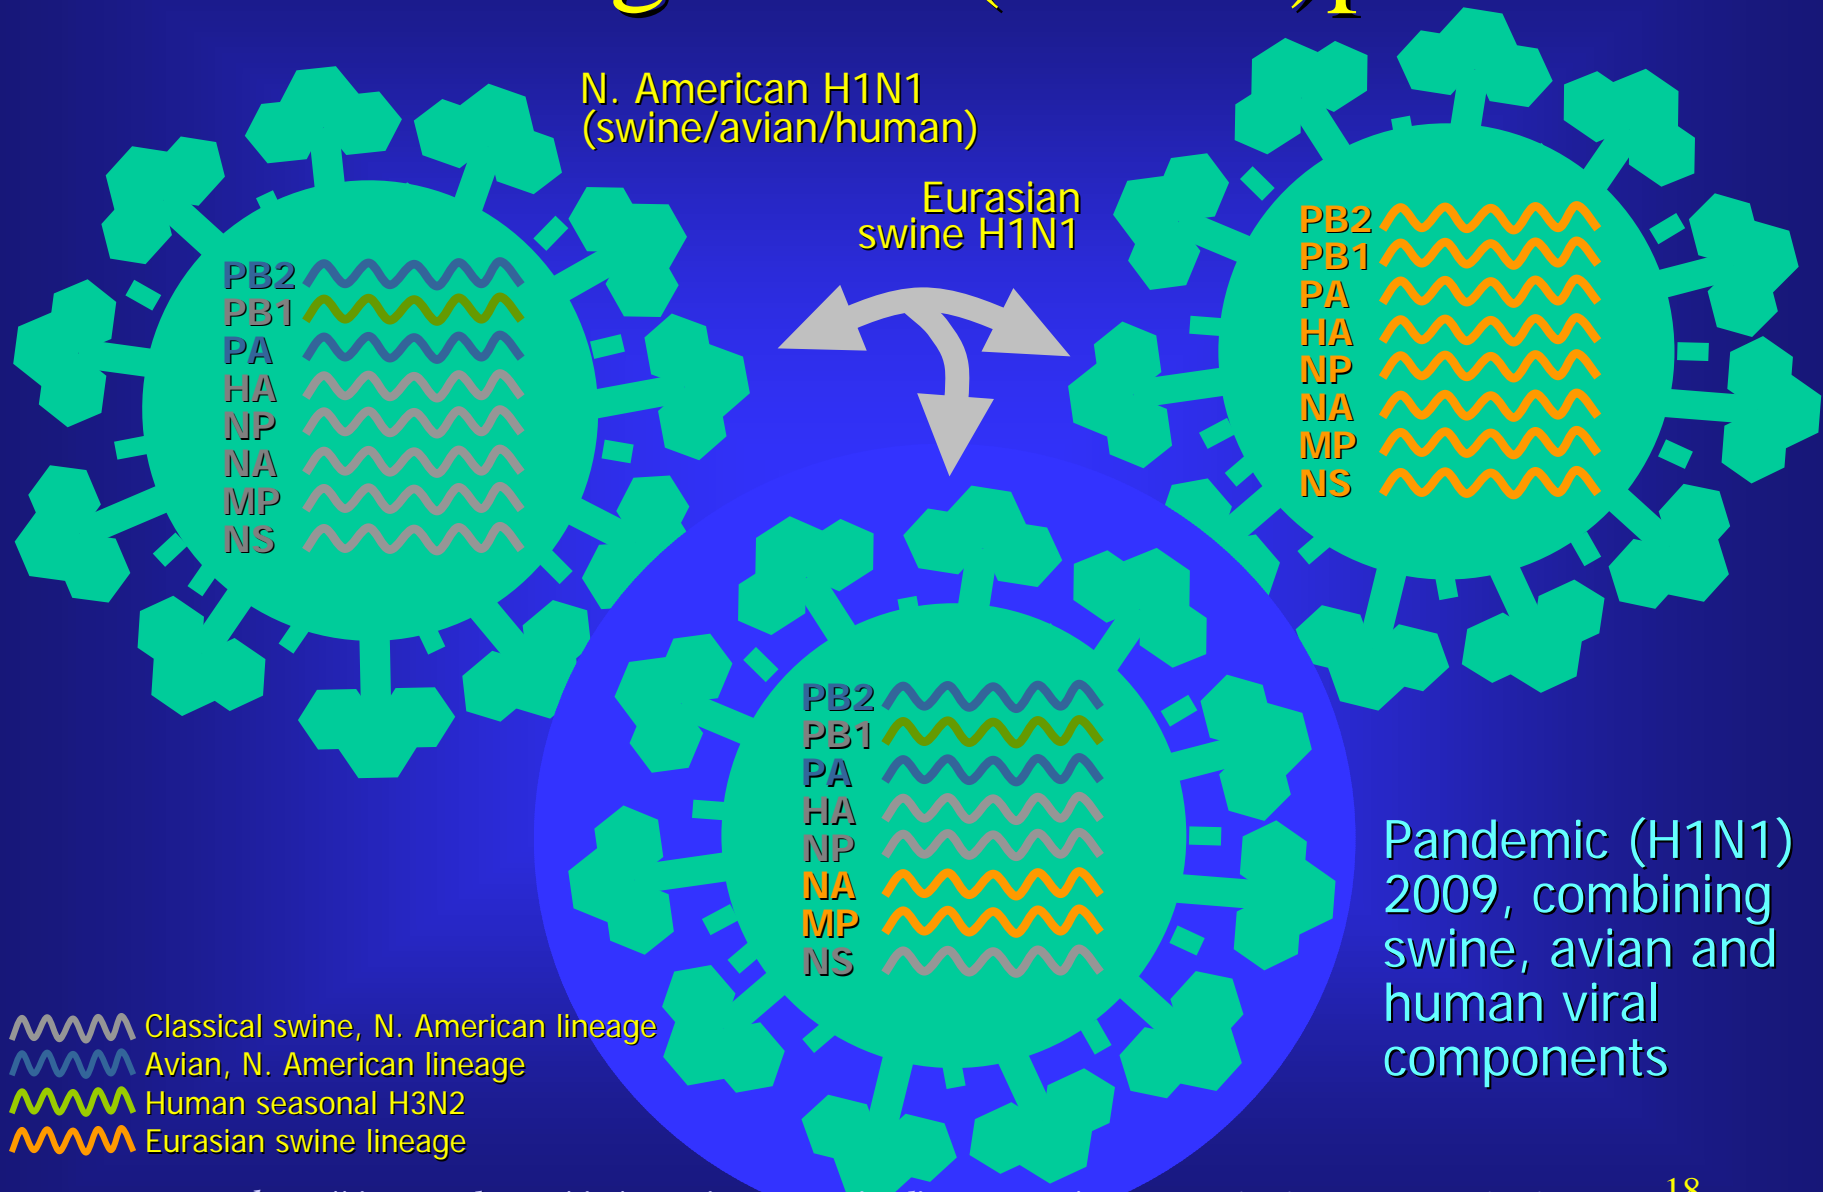 N. American H1N1
(swine/avian/human)
Eurasian
swine H1N1
PB2
PB1
PA
HA
NP
NA
MP
NS
PB2
PB1
PA
HA
NP
NA
MP
NS
PB2
PB1
PA
HA
NP
NA
MP
NS
Pandemic (H1N1)
2009, combining
swine, avian and
human viral
components
Classical swine, N. American lineage
Avian, N. American lineage
Human seasonal H3N2
Eurasian swine lineage
18